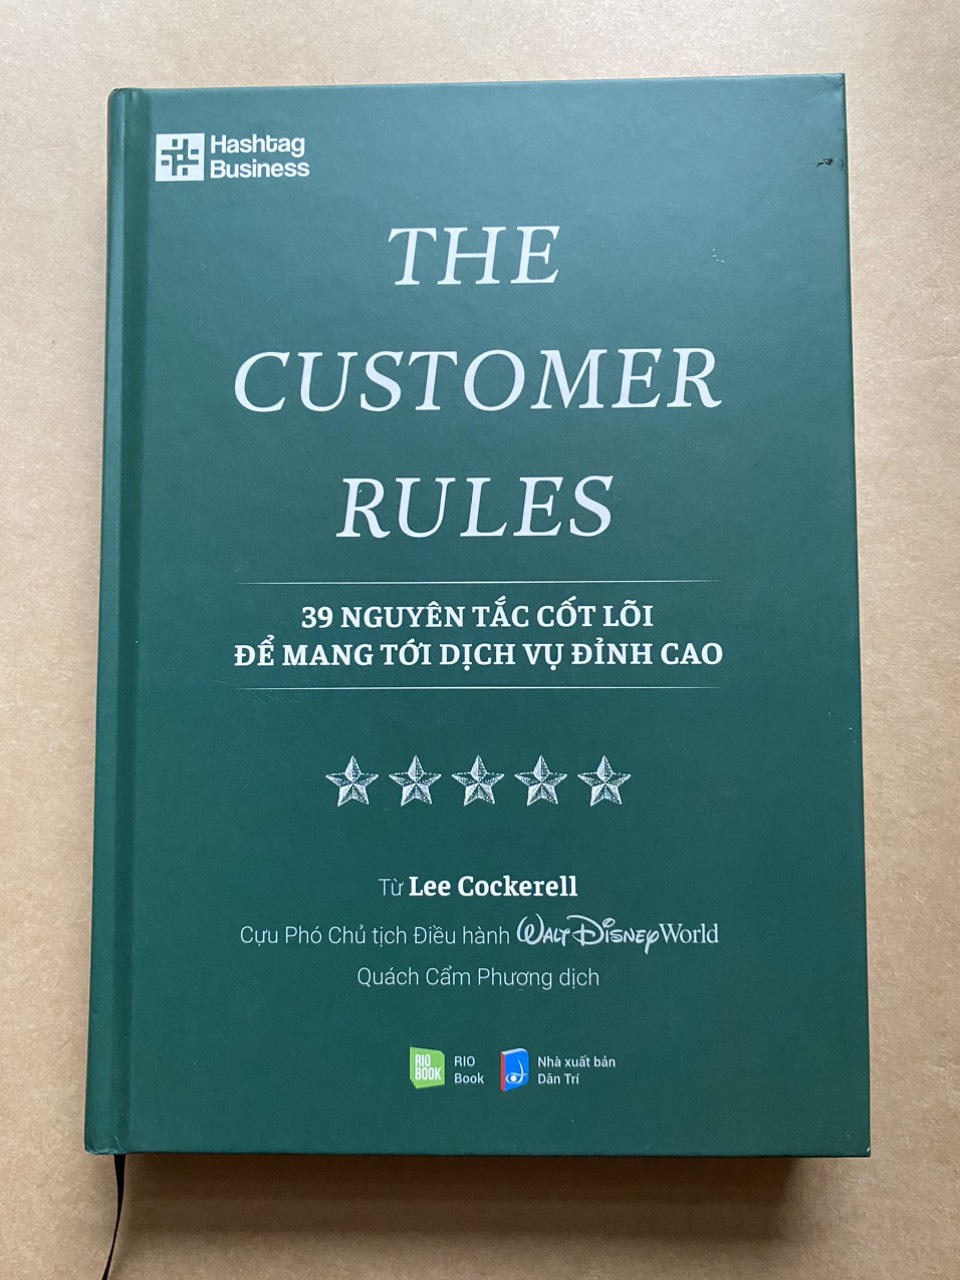 Hashtag
Business
THE
CUSTOMER
RULES
39 NGUYÊN TẮC CỐT LÕI
ĐỂ MANG TỚI DỊCH VỤ ĐỈNH CAO
Từ Lee Cockerell
Cựu Phó Chủ tịch Điều hành Walt Disney World
Quách Cẩm Phương dịch
RIO
BOOK
RIO
Book
Nhà xuất bản
Dân Trí